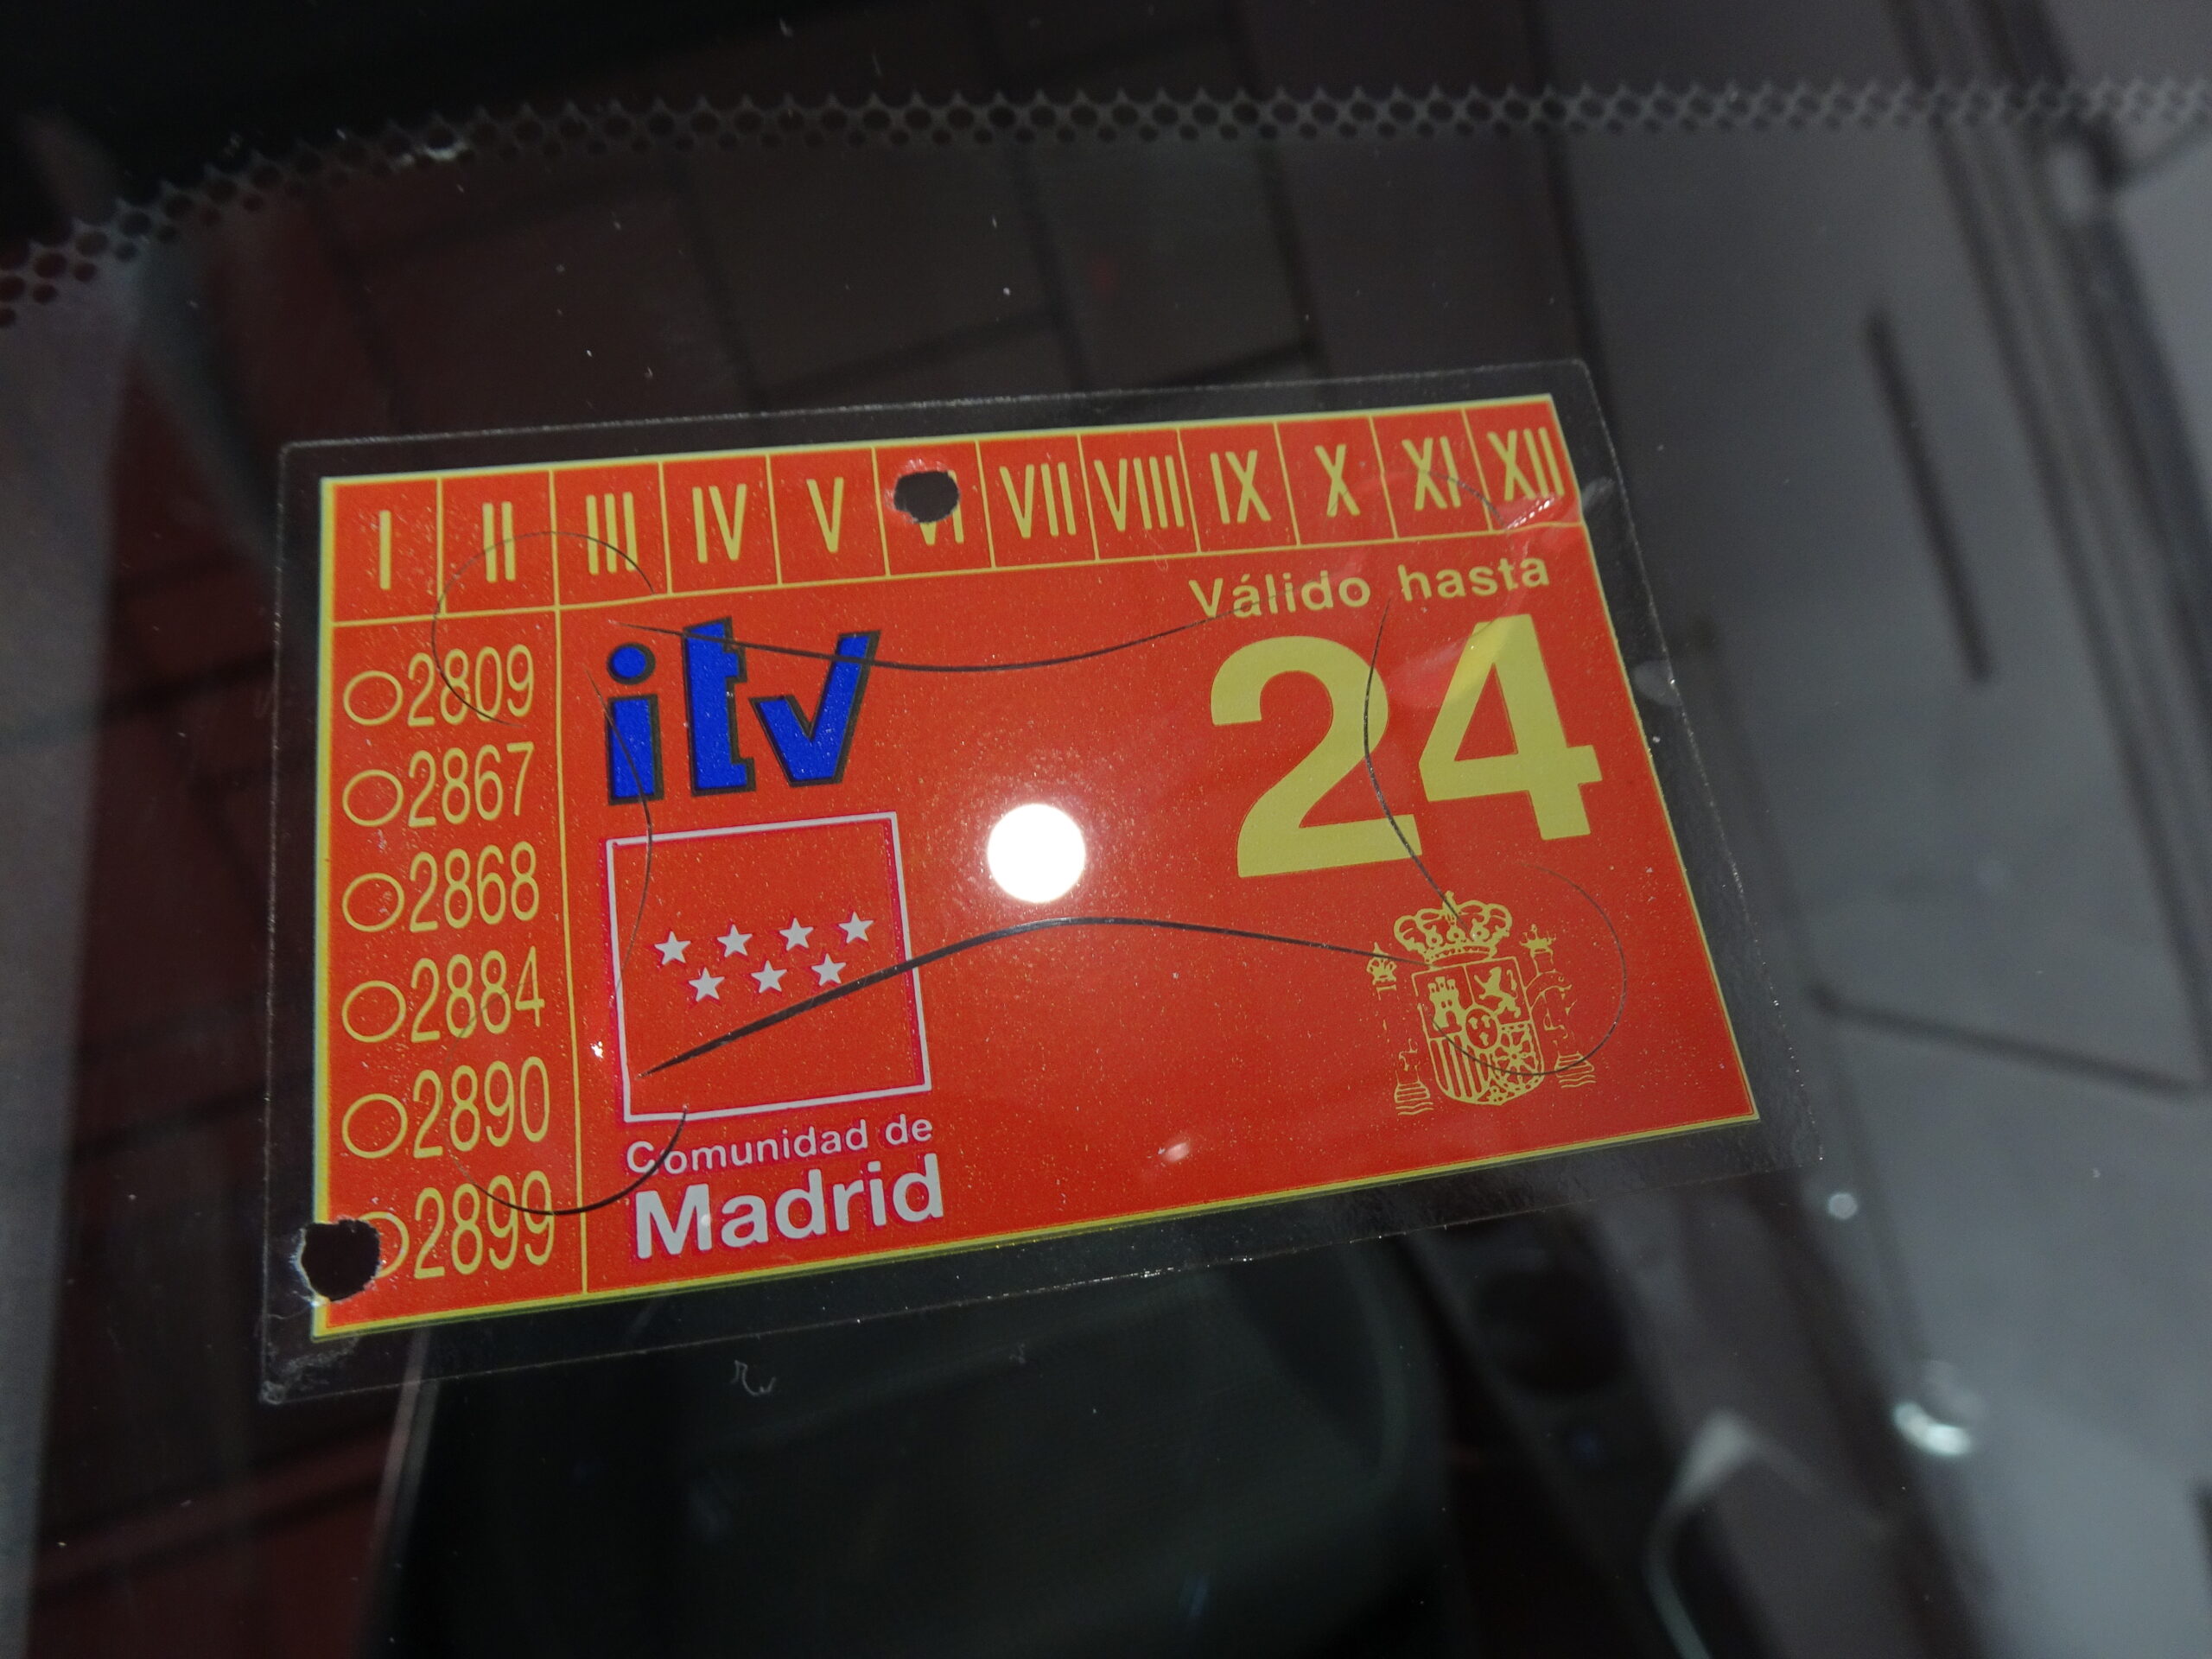 I II III IV V VI VII VIII IX X XI XII
Válido hasta
24
itv
2809
2867
2868
2884
2890
2899
Comunidad de
Madrid